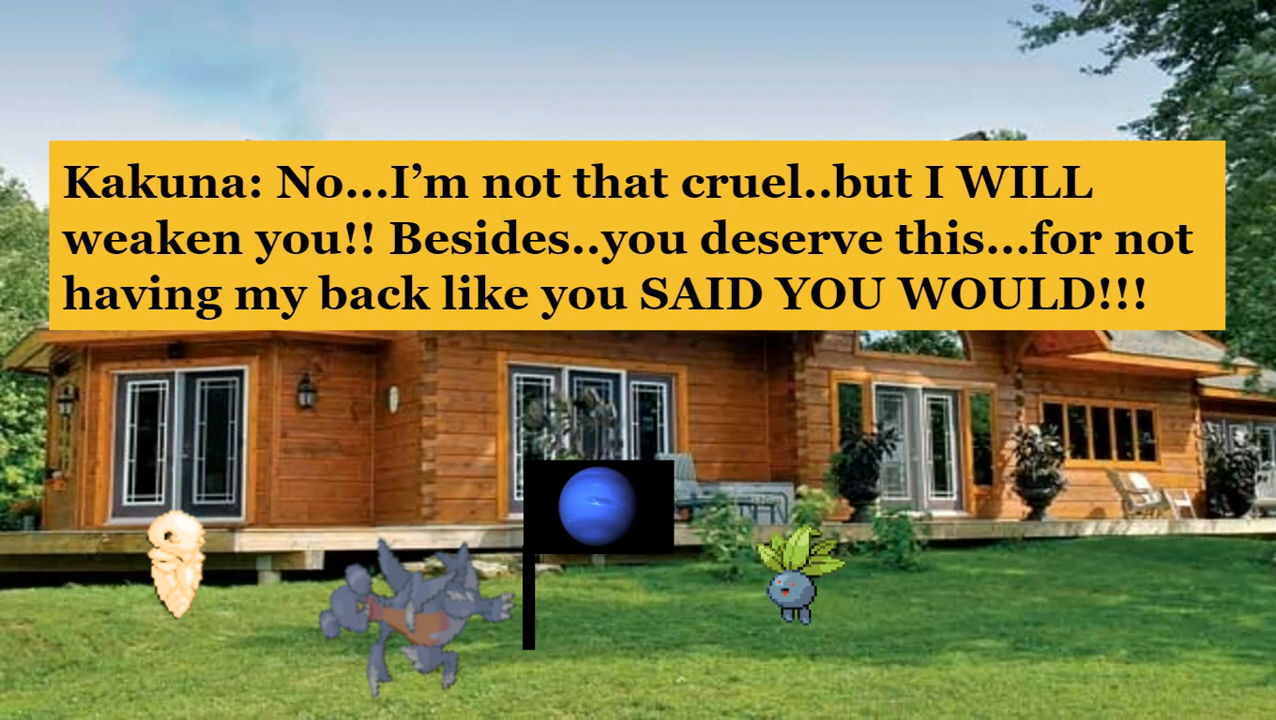 Kakuna: No...I’m not that cruel..but I WILL
weaken you!! Besides..you deserve this...for not
having my back like you SAID YOU WOULD!!!